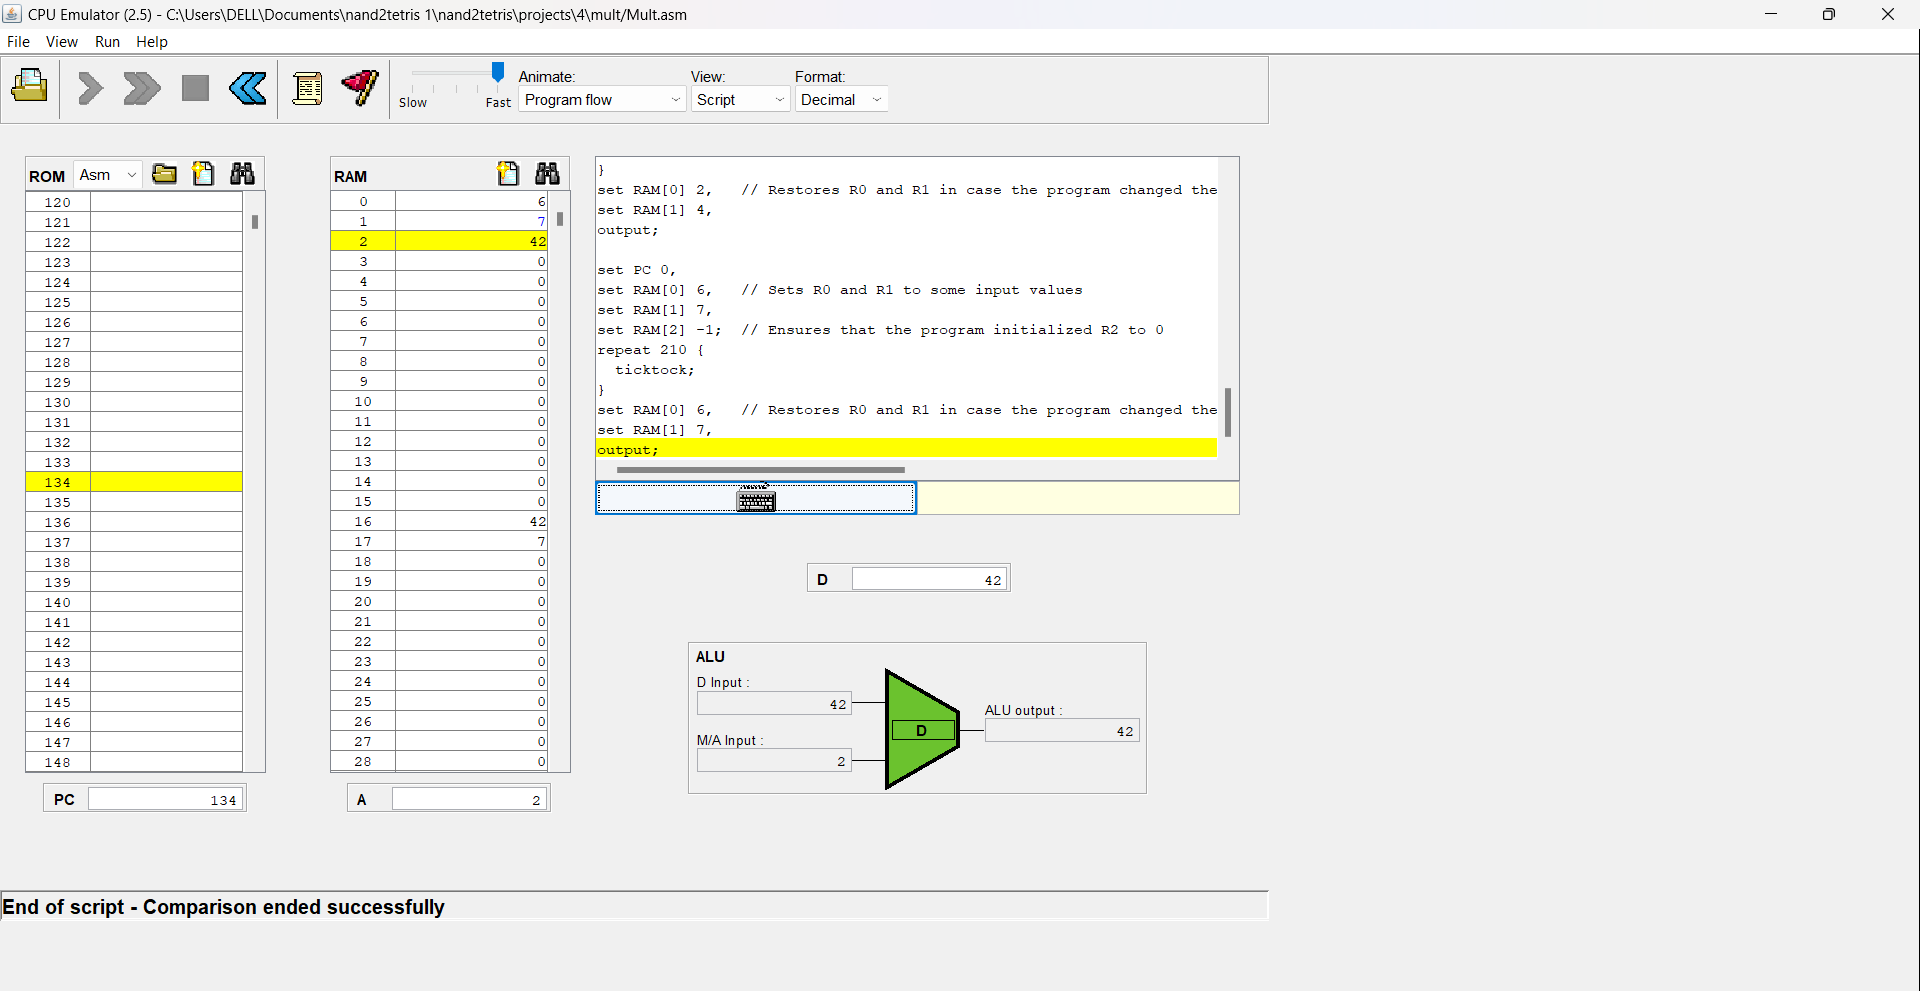 CPU Emulator (2.5) - C:\Users\DELL\Documents\nand2tetris 1\nand2tetris\projects\4\mult/Mult.asm
File View Run Help
Slow Fast
Animate:
Program flow
View:
Script
Format:
Decimal
ROM Asm
120
121
122
123
124
125
126
127
128
129
130
131
132
133
134
135
136
137
138
139
140
141
142
143
144
145
146
147
148
PC 134
RAM
0 6
1 7
2 42
3 0
4 0
5 0
6 0
7 0
8 0
9 0
10 0
11 0
12 0
13 0
14 0
15 0
16 42
17 7
18 0
19 0
20 0
21 0
22 0
23 0
24 0
25 0
26 0
27 0
28 0
A 2
}
set RAM[0] 2, // Restores R0 and R1 in case the program changed the
set RAM[1] 4,
output;
set PC 0,
set RAM[0] 6, // Sets R0 and R1 to some input values
set RAM[1] 7,
set RAM[2] -1; // Ensures that the program initialized R2 to 0
repeat 210 {
ticktock;
}
set RAM[0] 6, // Restores R0 and R1 in case the program changed the
set RAM[1] 7,
output;
D 42
ALU
D Input :
42
M/A Input :
2
D
ALU output :
42
End of script - Comparison ended successfully